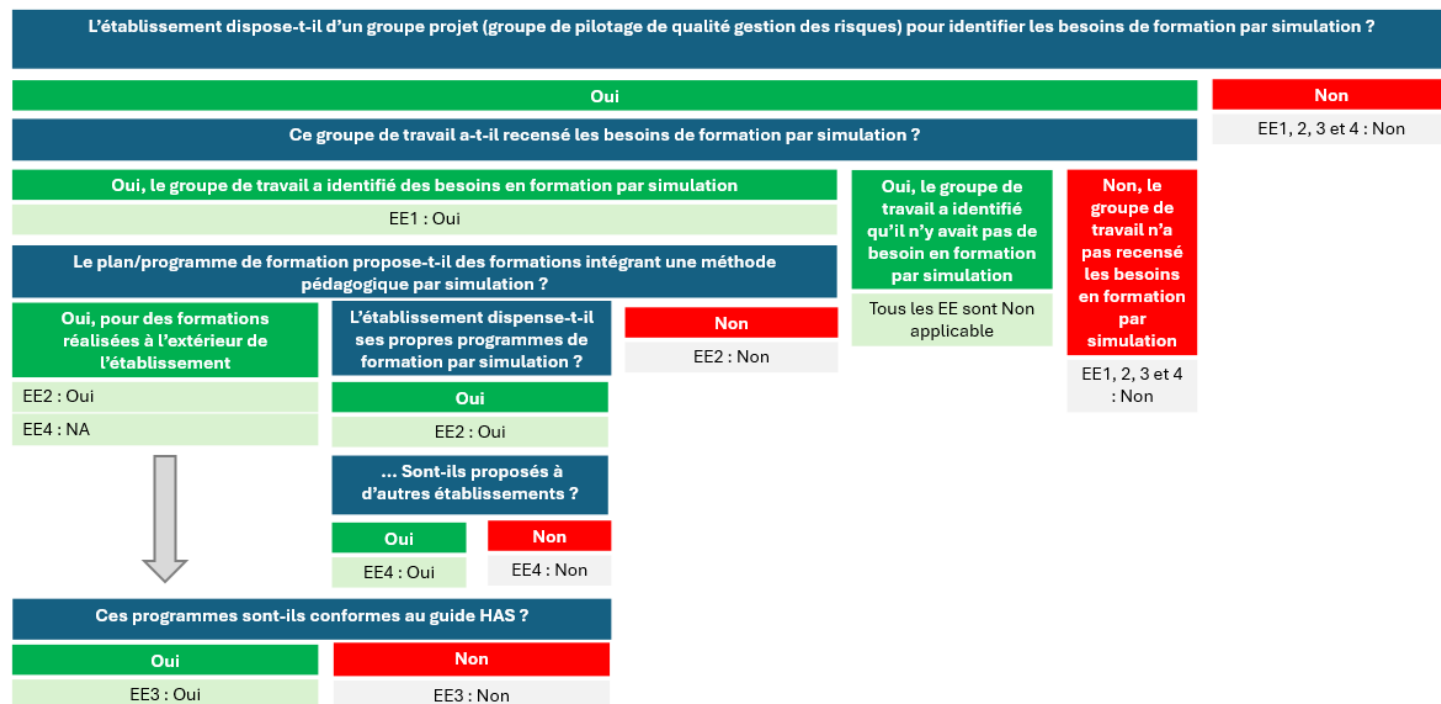 L'établissement dispose-t-il d'un groupe projet (groupe de pilotage de qualité gestion des risques) pour identifier les besoins de formation par simulation ?
Oui
Non
EE1, 2, 3 et 4 : Non
Ce groupe de travail a-t-il recensé les besoins de formation par simulation ?
Oui, le groupe de travail a identifié des besoins en formation par simulation
EE1 : Oui
Oui, le groupe de
travail a identifié
qu'il n'y avait pas de
besoin en formation
par simulation
Tous les EE sont Non
applicable
Non, le
groupe de
travail n'a
pas recensé
les besoins
en formation
par
simulation
EE1, 2, 3 et 4
: Non
Le plan/programme de formation propose-t-il des formations intégrant une méthode
pédagogique par simulation ?
Oui, pour des formations
réalisées à l'extérieur de
l'établissement
EE2 : Oui
EE4 : NA
L'établissement dispense-t-il
ses propres programmes de
formation par simulation ?
Oui
EE2 : Oui
Non
EE2 : Non
... Sont-ils proposés à
d'autres établissements ?
Oui
EE4 : Oui
Non
EE4 : Non
Ces programmes sont-ils conformes au guide HAS ?
Oui
EE3 : Oui
Non
EE3 : Non